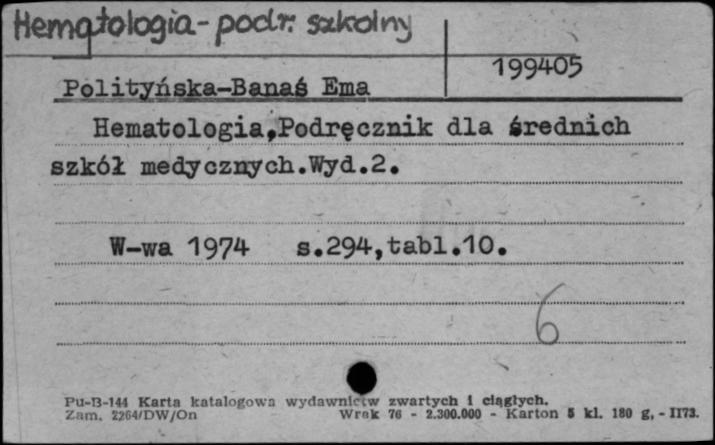 Hematologia - podr. szkolny
199405
Polityńska-Banaś Ema
Hematologia,Podręcznik dla średnich
szkół medycznych.Wyd.2.
W-wa 1974 s.294,tabl.10.
6
Pu-B-144 Karta katalogowa wydawnictw zwartych i ciągłych.
Zam. 2264/DW/On Wrak 76 - 2.300.000 - Karton 5 kl. 180 g. - II73.